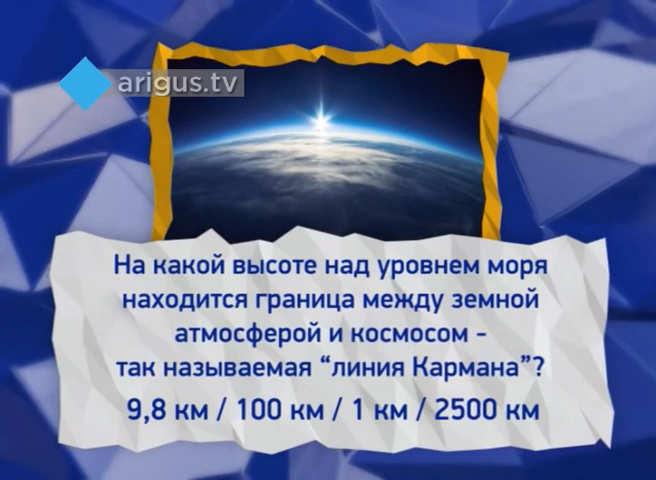 arigus.tv
На какой высоте над уровнем моря
находится граница между земной
атмосферой и космосом -
так называемая “линия Кармана”?
9,8 км / 100 км / 1 км / 2500 км